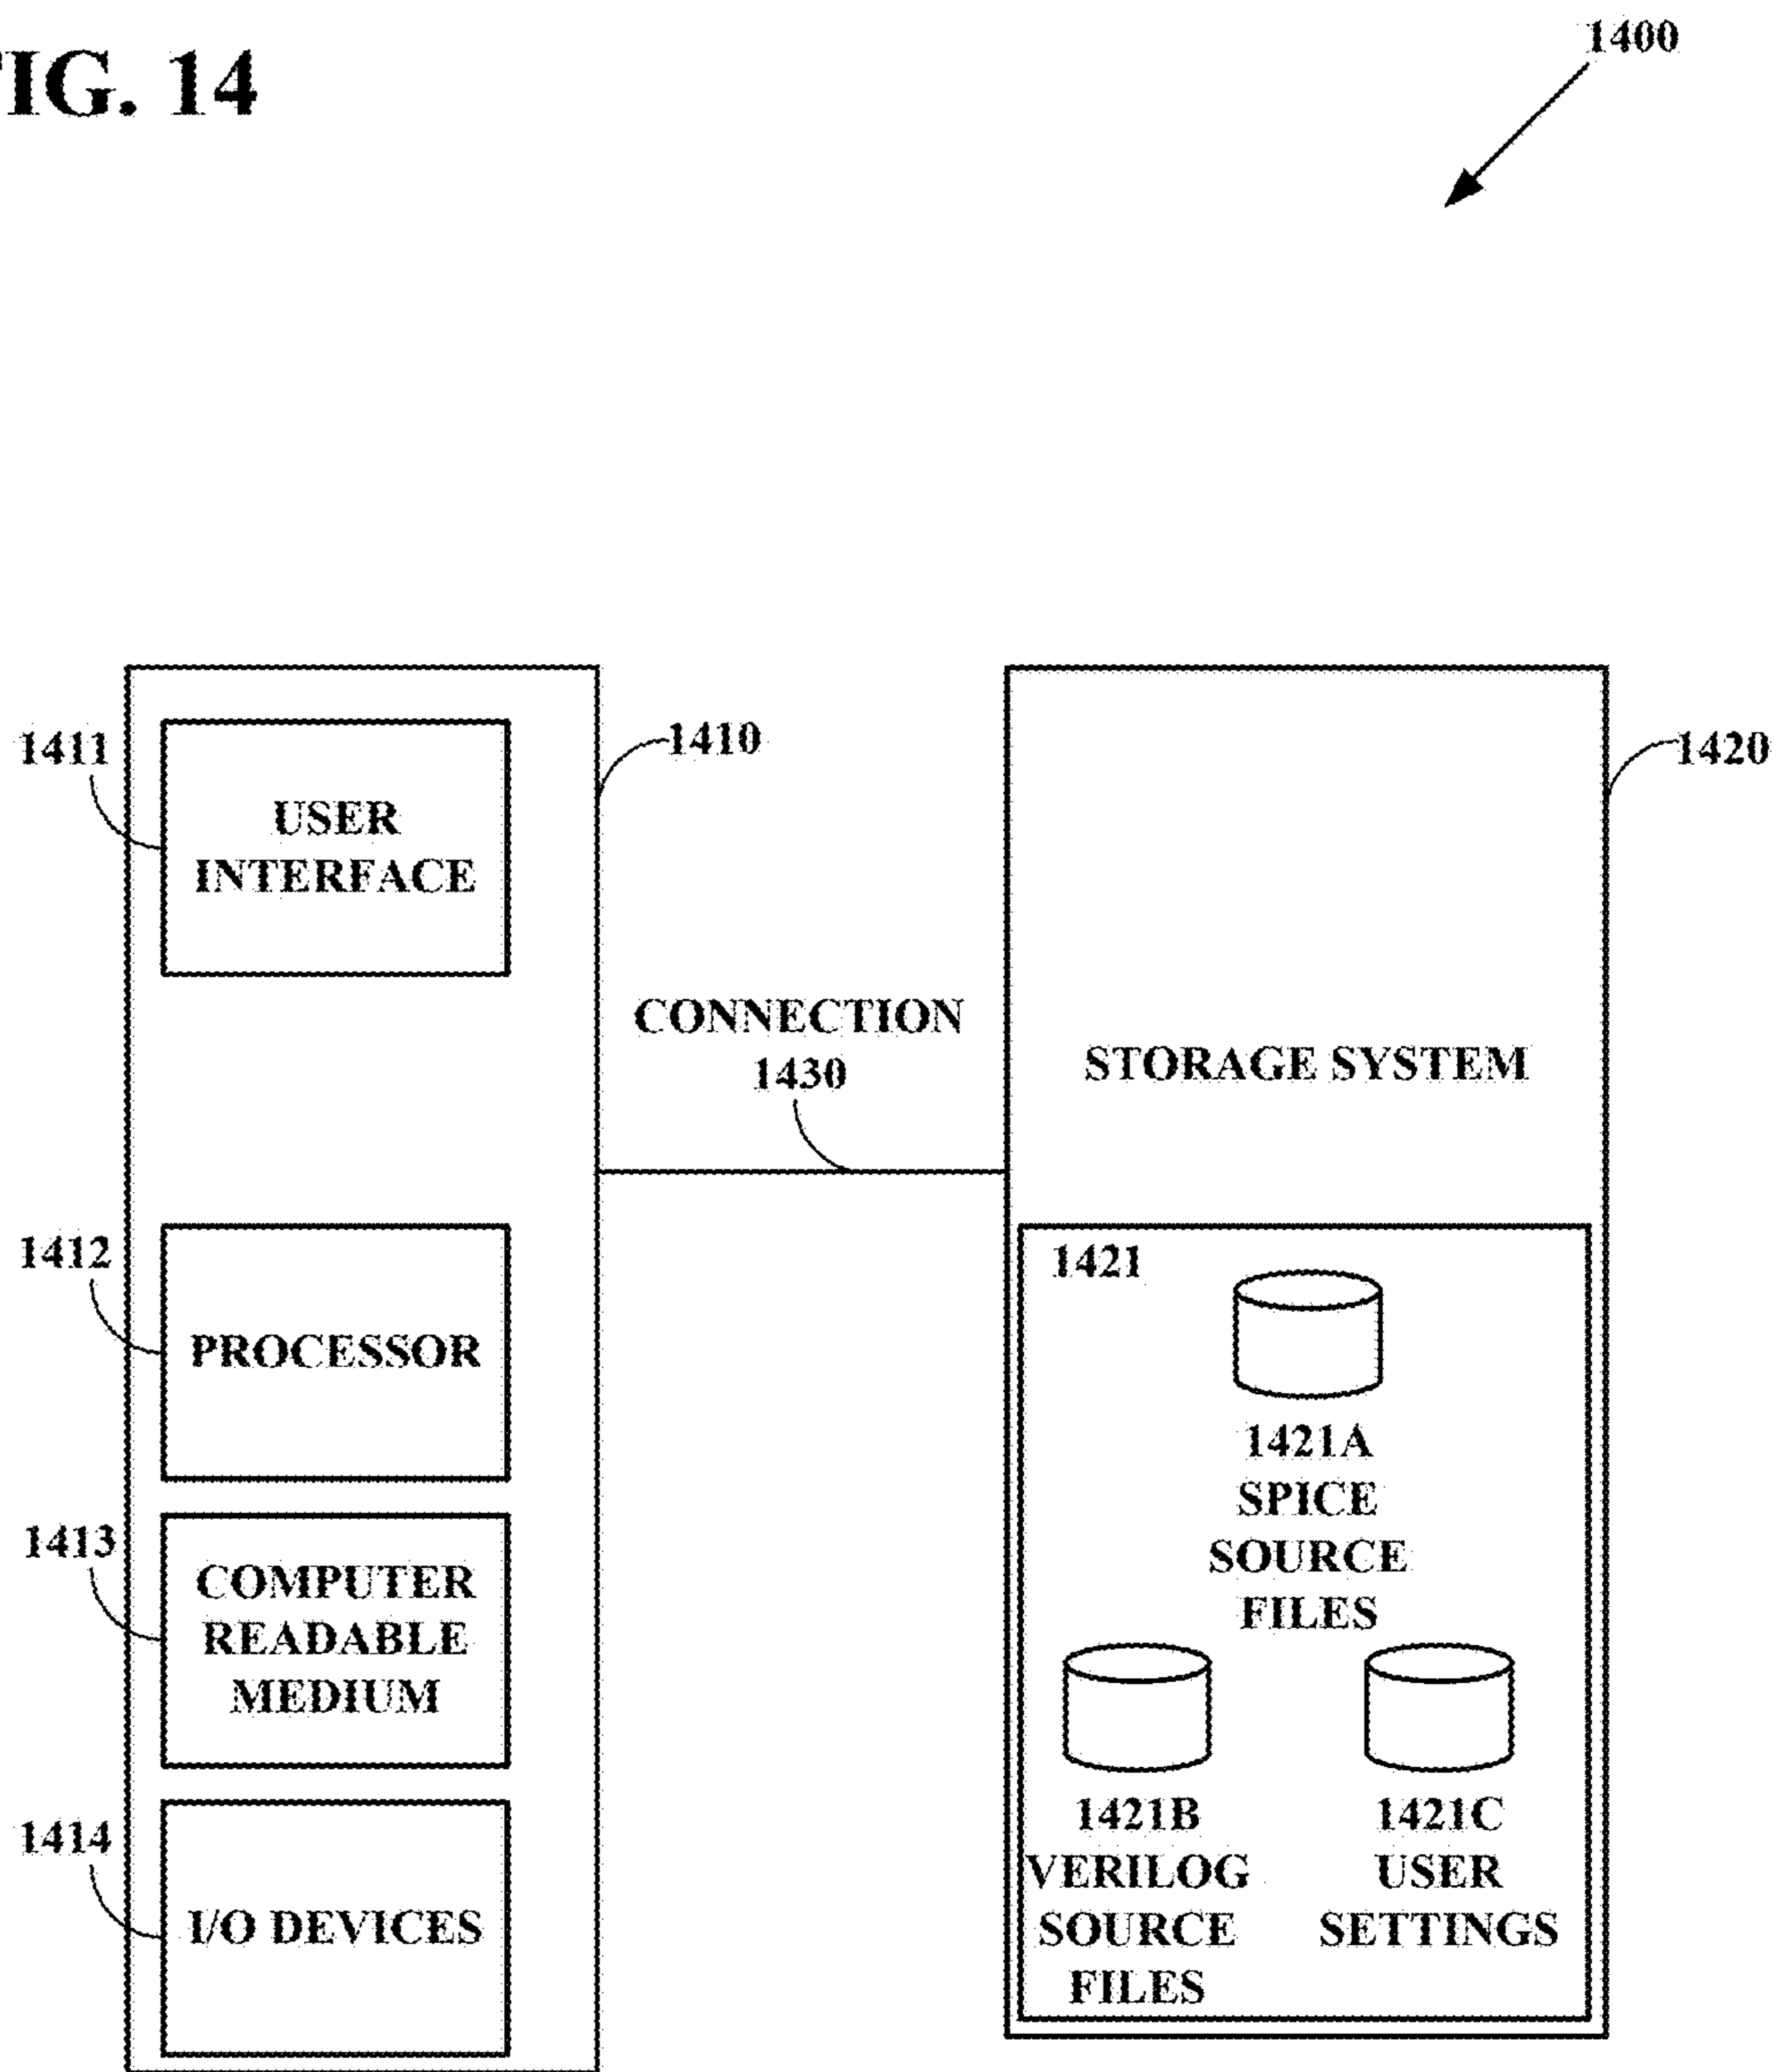 IG. 14
1400
1411
USER
INTERFACE
1410
1412
PROCESSOR
1413
COMPUTER
READABLE
MEDIUM
1414
I/O DEVICES
CONNECTION
1430
1420
STORAGE SYSTEM
1421
1421A
SPICE
SOURCE
FILES
1421B
VERILOG
SOURCE
FILES
1421C
USER
SETTINGS